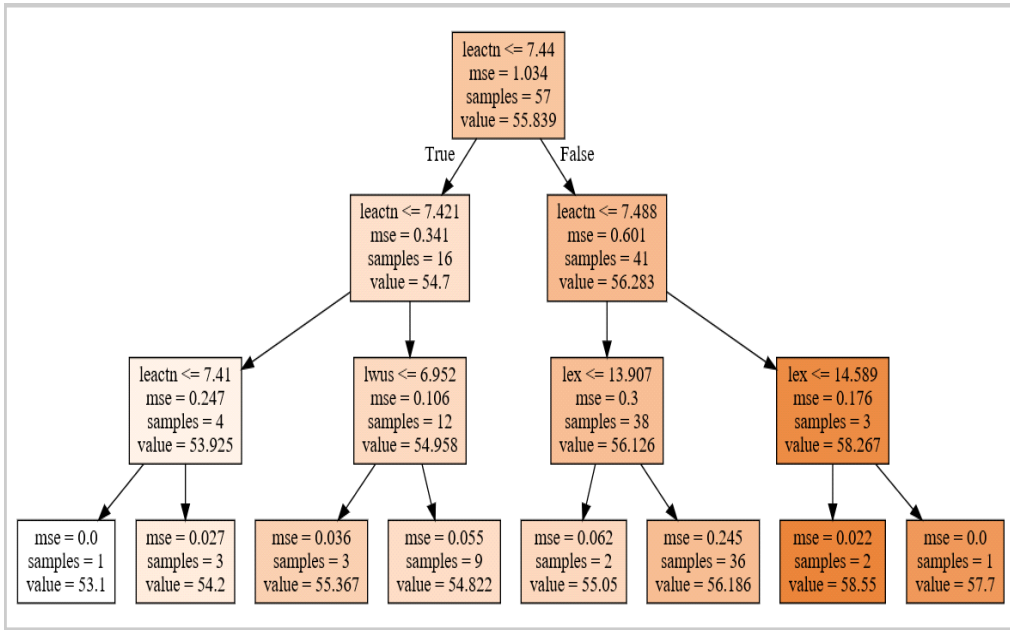 leactn <= 7.44
mse = 1.034
samples = 57
value = 55.839
True
False
leactn <= 7.421
mse = 0.341
samples = 16
value = 54.7
leactn <= 7.488
mse = 0.601
samples = 41
value = 56.283
leactn <= 7.41
mse = 0.247
samples = 4
value = 53.925
lwus <= 6.952
mse = 0.106
samples = 12
value = 54.958
lex <= 13.907
mse = 0.3
samples = 38
value = 56.126
lex <= 14.589
mse = 0.176
samples = 3
value = 58.267
mse = 0.0
samples = 1
value = 53.1
mse = 0.027
samples = 3
value = 54.2
mse = 0.036
samples = 3
value = 55.367
mse = 0.055
samples = 9
value = 54.822
mse = 0.062
samples = 2
value = 55.05
mse = 0.245
samples = 36
value = 56.186
mse = 0.022
samples = 2
value = 58.55
mse = 0.0
samples = 1
value = 57.7